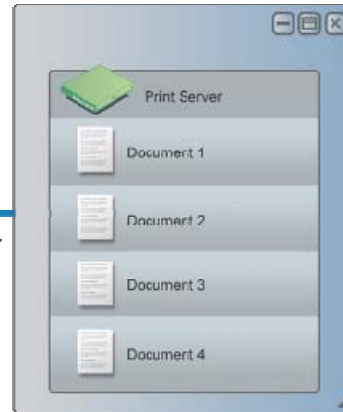 Print Server
Document 1
Document 2
Document 3
Document 4